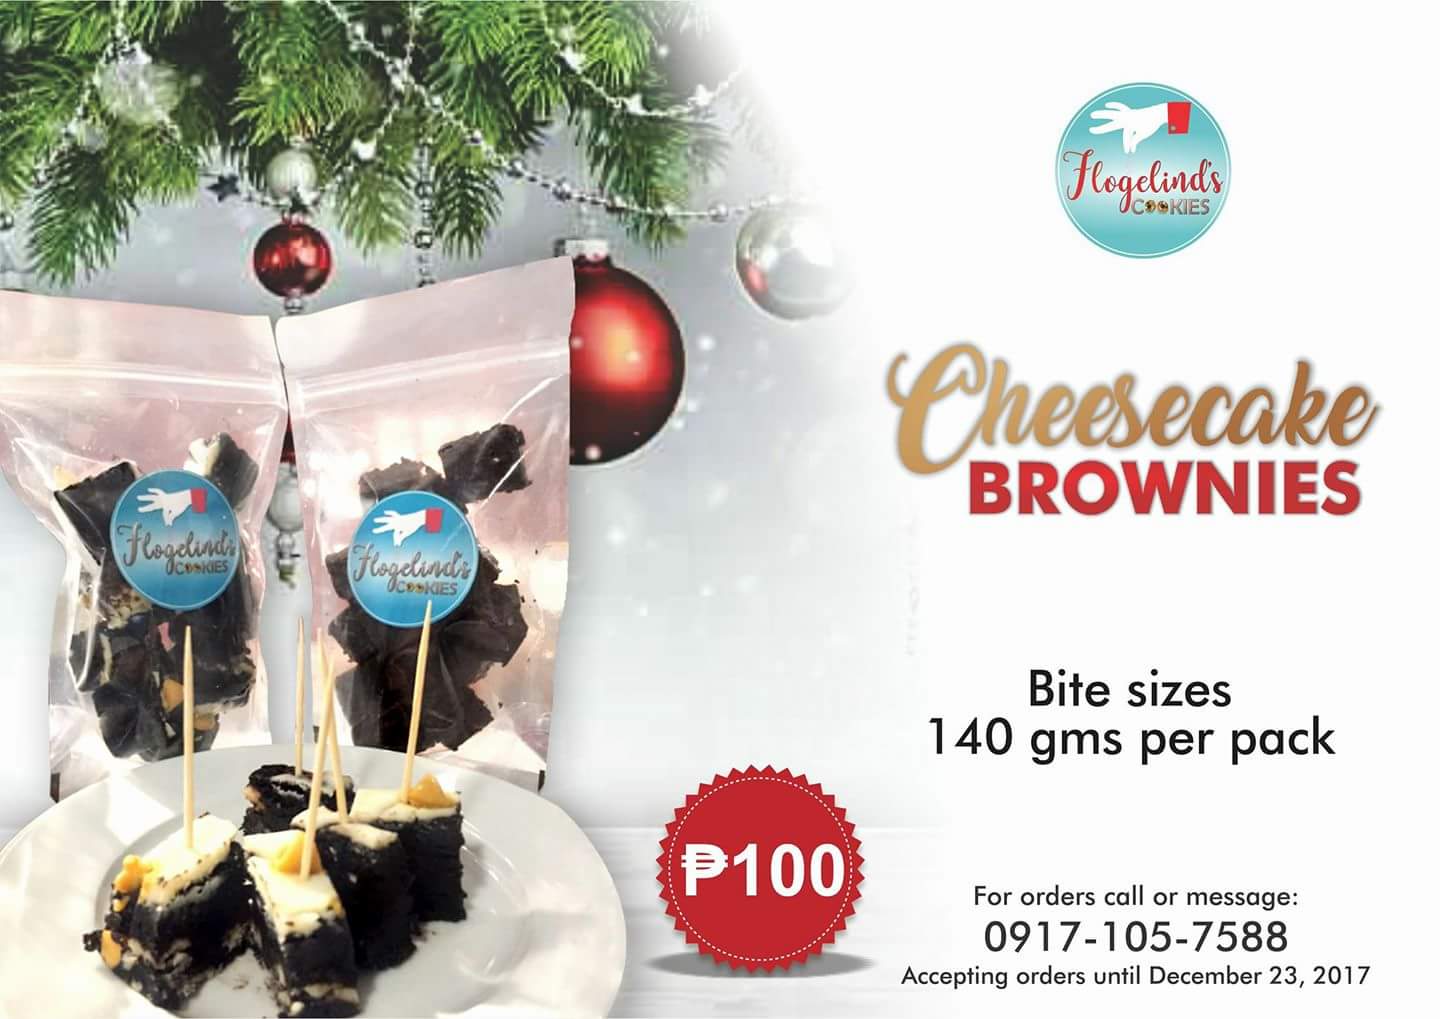 Flogelind's
COOKIES
Cheesecake
BROWNIES
Flogelind's
COOKIES
Flogelind's
COOKIES
Bite sizes
140 gms per pack
₱100
For orders call or message:
0917-105-7588
Accepting orders until December 23, 2017